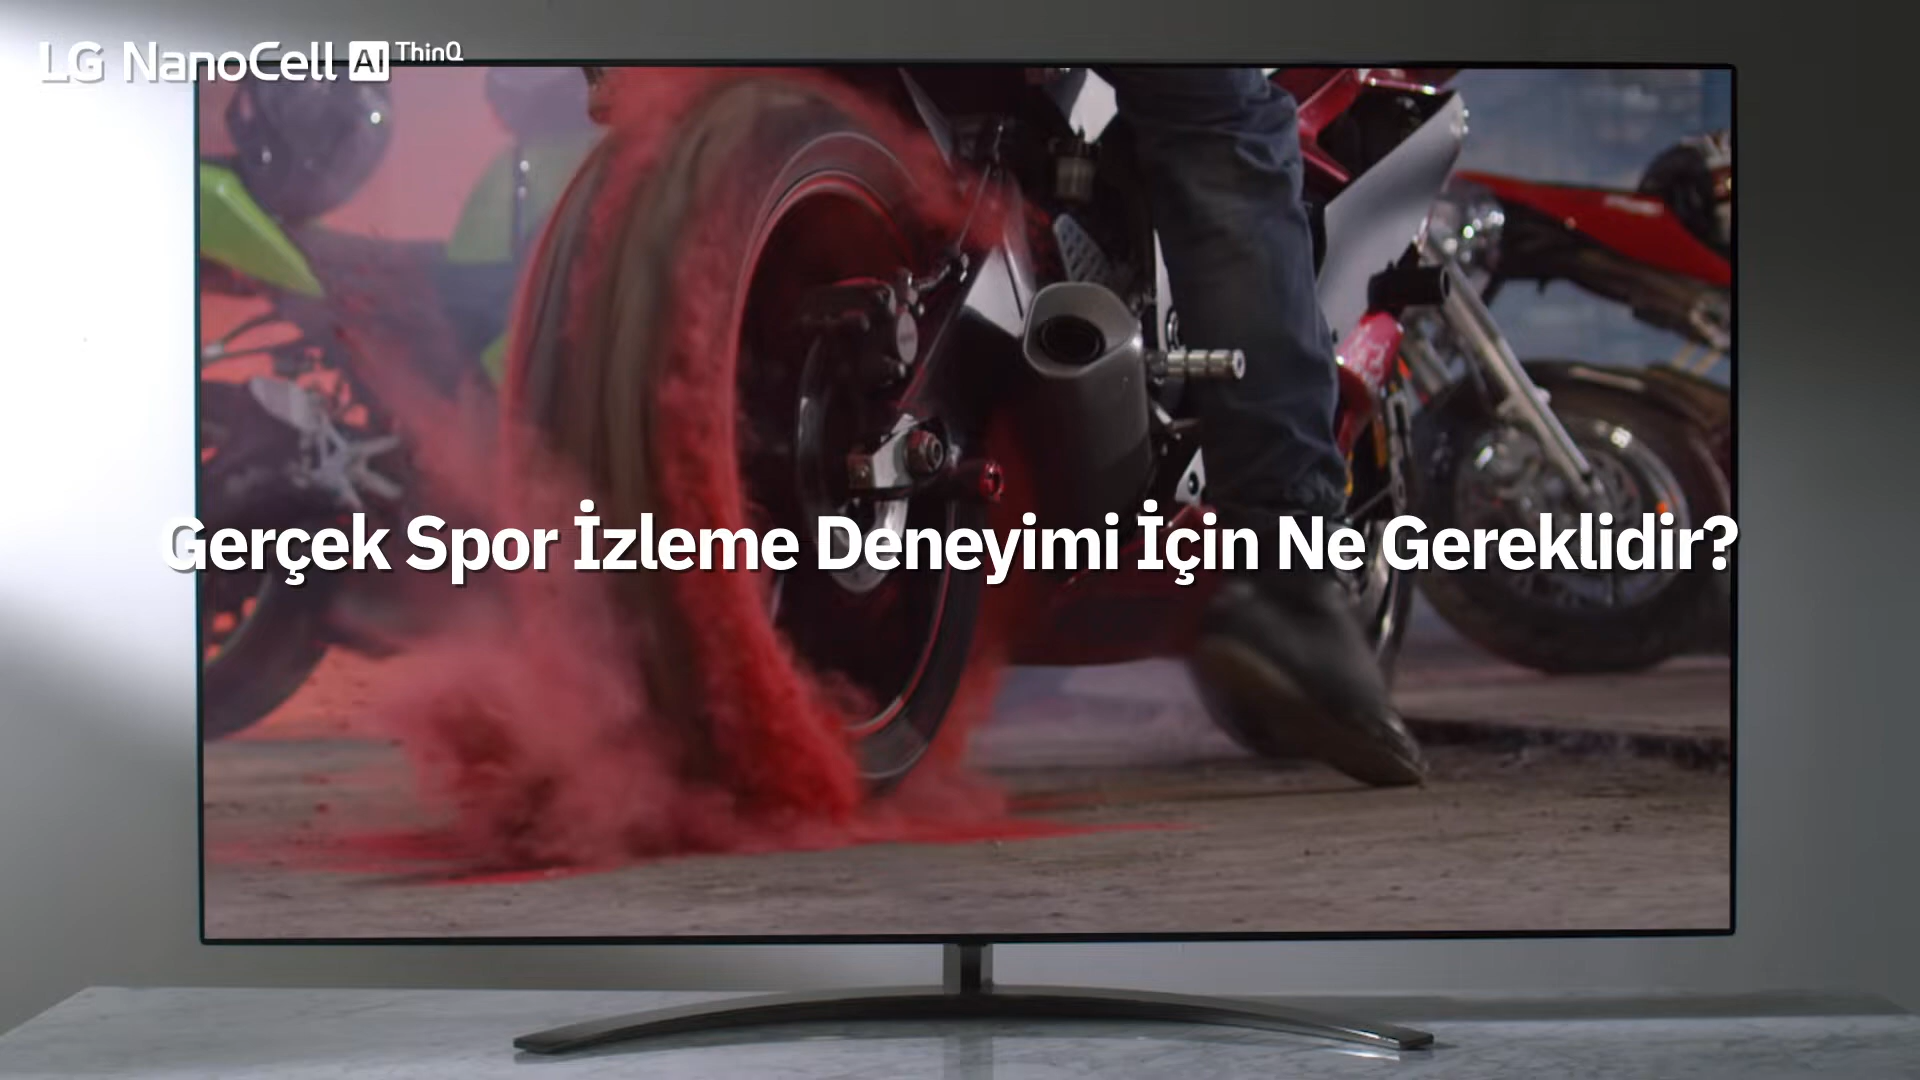 LG NanoCell AI ThinQ
Gerçek Spor İzleme Deneyimi İçin Ne Gereklidir?